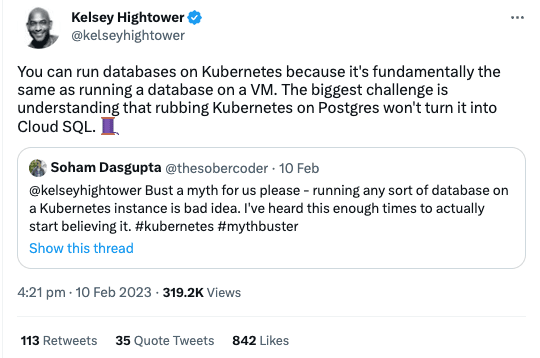 Kelsey Hightower
@kelseyhightower
You can run databases on Kubernetes because it's fundamentally the
same as running a database on a VM. The biggest challenge is
understanding that rubbing Kubernetes on Postgres won't turn it into
Cloud SQL. 🧵
Soham Dasgupta @thesobercoder · 10 Feb
@kelseyhightower Bust a myth for us please - running any sort of database on
a Kubernetes instance is bad idea. I've heard this enough times to actually
start believing it. #kubernetes #mythbuster
Show this thread
4:21 pm · 10 Feb 2023 · 319.2K Views
113 Retweets 35 Quote Tweets 842 Likes